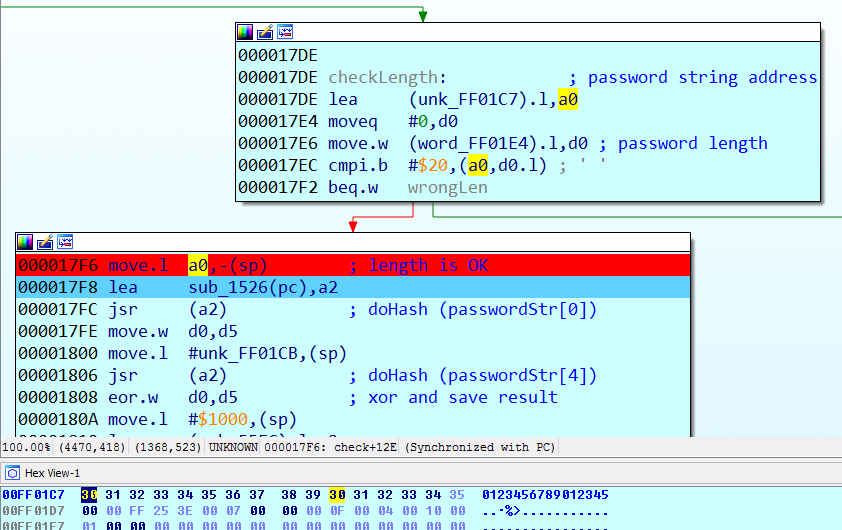 000017DE
000017DE checkLength: ; password string address
000017DE lea (unk_FF01C7).l,a0
000017E4 moveq #0,d0
000017E6 move.w (word_FF01E4).l,d0 ; password length
000017EC cmpi.b #$20,(a0,d0.l) ; ' '
000017F2 beq.w wrongLen
000017F6 move.l a0,-(sp) ; length is OK
000017F8 lea sub_1526(pc),a2
000017FC jsr (a2) ; doHash (passwordStr[0])
000017FE move.w d0,d5
00001800 move.l #unk_FF01CB,(sp)
00001806 jsr (a2) ; doHash (passwordStr[4])
00001808 eor.w d0,d5 ; xor and save result
0000180A move.l #$1000,(sp)
100.00% (4470,418) (1368,523) UNKNOWN 000017F6: check+12E (Synchronized with PC)
Hex View-1
00FF01C7 30 31 32 33 34 35 36 37 38 39 30 31 32 33 34 35 0123456789012345
00FF01D7 00 00 FF 25 3E 00 07 00 00 00 0F 00 04 00 10 00 ...%>...........